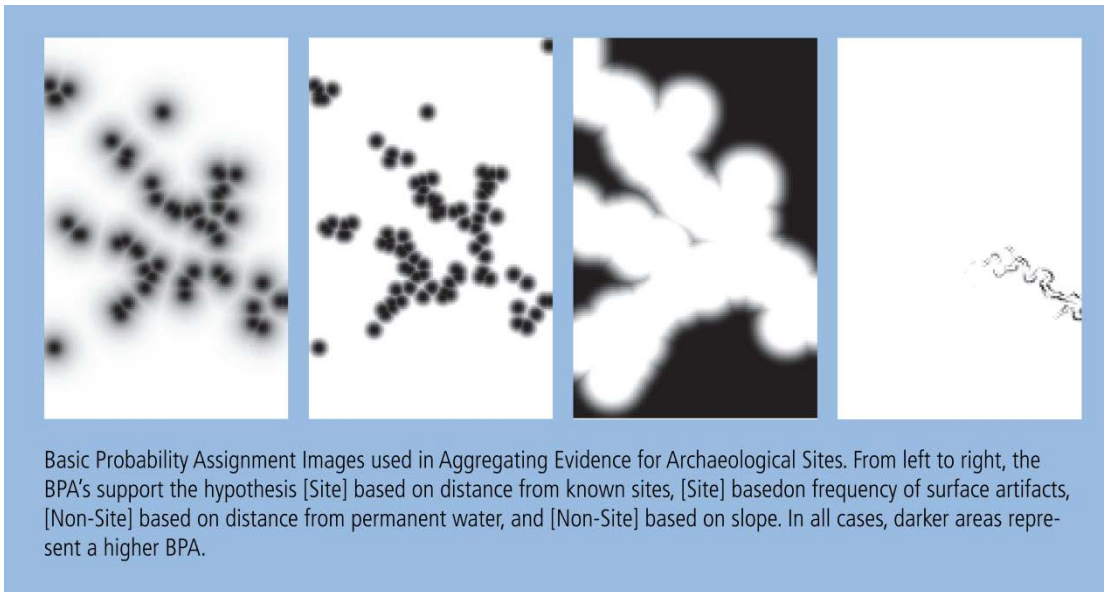 Basic Probability Assignment Images used in Aggregating Evidence for Archaeological Sites. From left to right, the
BPA's support the hypothesis [Site] based on distance from known sites, [Site] basedon frequency of surface artifacts,
[Non-Site] based on distance from permanent water, and [Non-Site] based on slope. In all cases, darker areas repre-
sent a higher BPA.